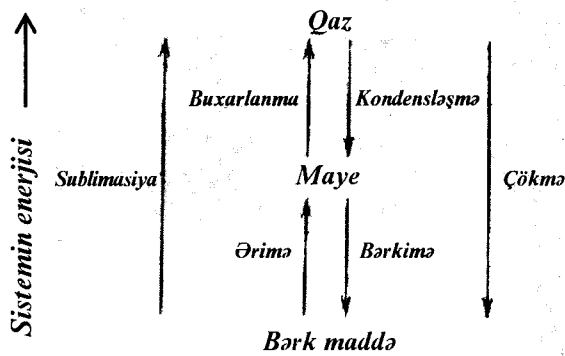 Qaz
Buxarlanma
Kondensləşmə
Sublimasiya
Maye
Çökmə
Ərimə
Bərkimə
Bərk maddə
Sistemin enerjisi